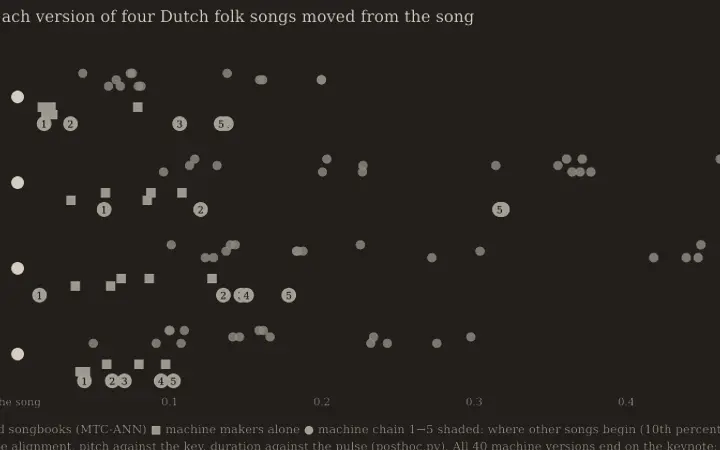 ach version of four Dutch folk songs moved from the song
1 2 3 5
1 2 5
1 2 4 5
1 2 3 4 5
he song 0.1 0.2 0.3 0.4
d songbooks (MTC-ANN) ■ machine makers alone ● machine chain 1→5 shaded: where other songs begin (10th percent
e alignment, pitch against the key, duration against the pulse (posthoc.py). All 40 machine versions end on the keynote;